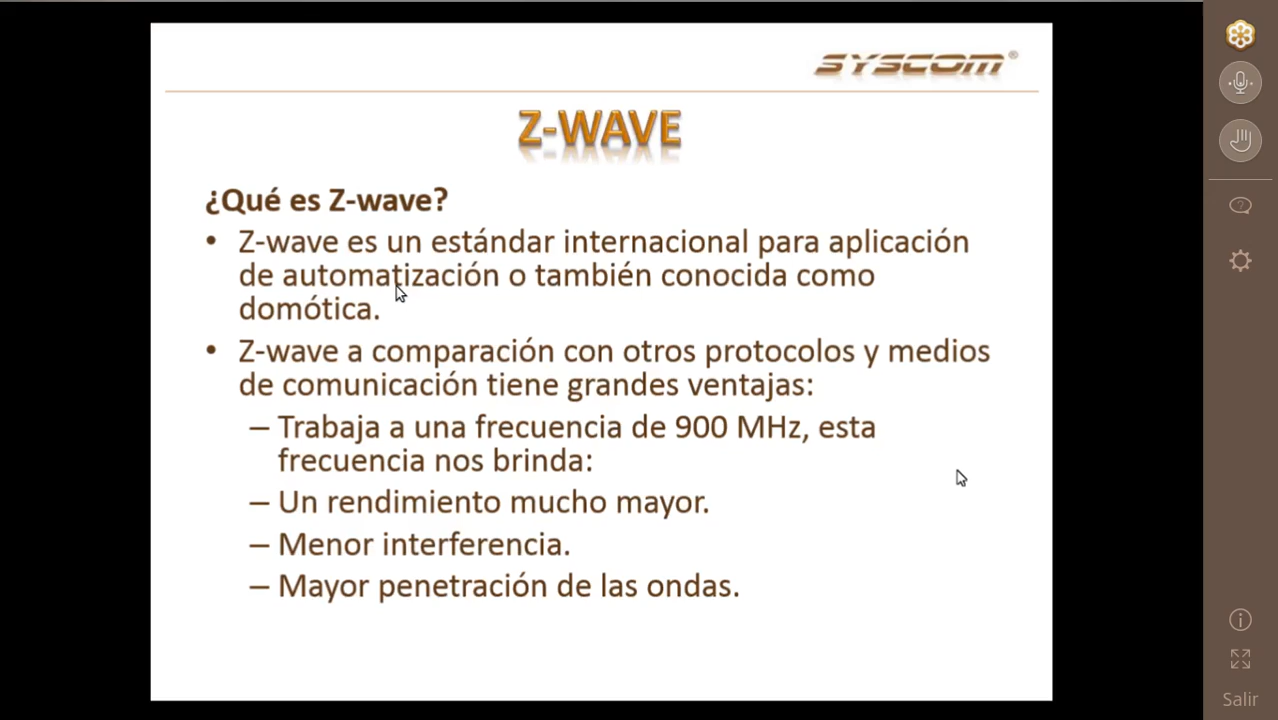 SYSCOM®
Z-WAVE
¿Qué es Z-wave?
• Z-wave es un estándar internacional para aplicación
de automatización o también conocida como
domótica.
• Z-wave a comparación con otros protocolos y medios
de comunicación tiene grandes ventajas:
– Trabaja a una frecuencia de 900 MHz, esta
frecuencia nos brinda:
– Un rendimiento mucho mayor.
– Menor interferencia.
– Mayor penetración de las ondas.
Salir